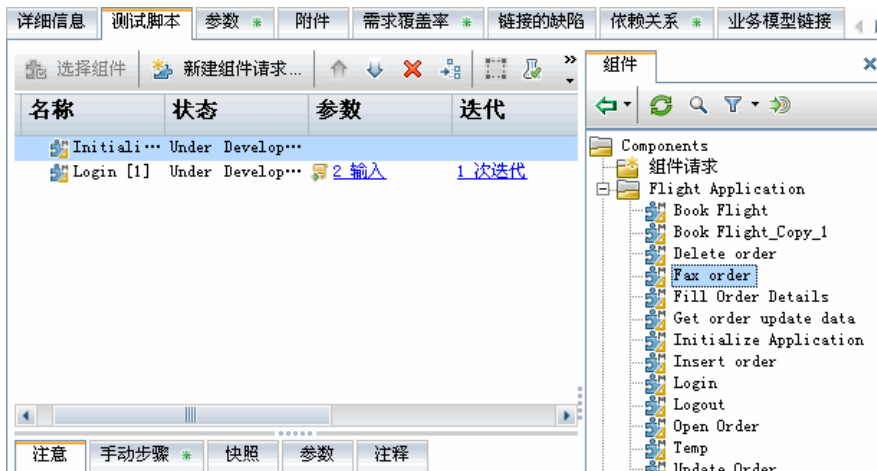 详细信息 测试脚本 参数 * 附件 需求覆盖率 * 链接的缺陷 依赖关系 * 业务模型链接
选择组件 新建组件请求...
名称 状态 参数 迭代
Initiali... Under Develop...
Login [1] Under Develop... 2 输入 1 次迭代
注意 手动步骤 * 快照 参数 注释
组件
Components
组件请求
Flight Application
Book Flight
Book Flight_Copy_1
Delete order
Fax order
Fill Order Details
Get order update data
Initialize Application
Insert order
Login
Logout
Open Order
Temp
Update Order